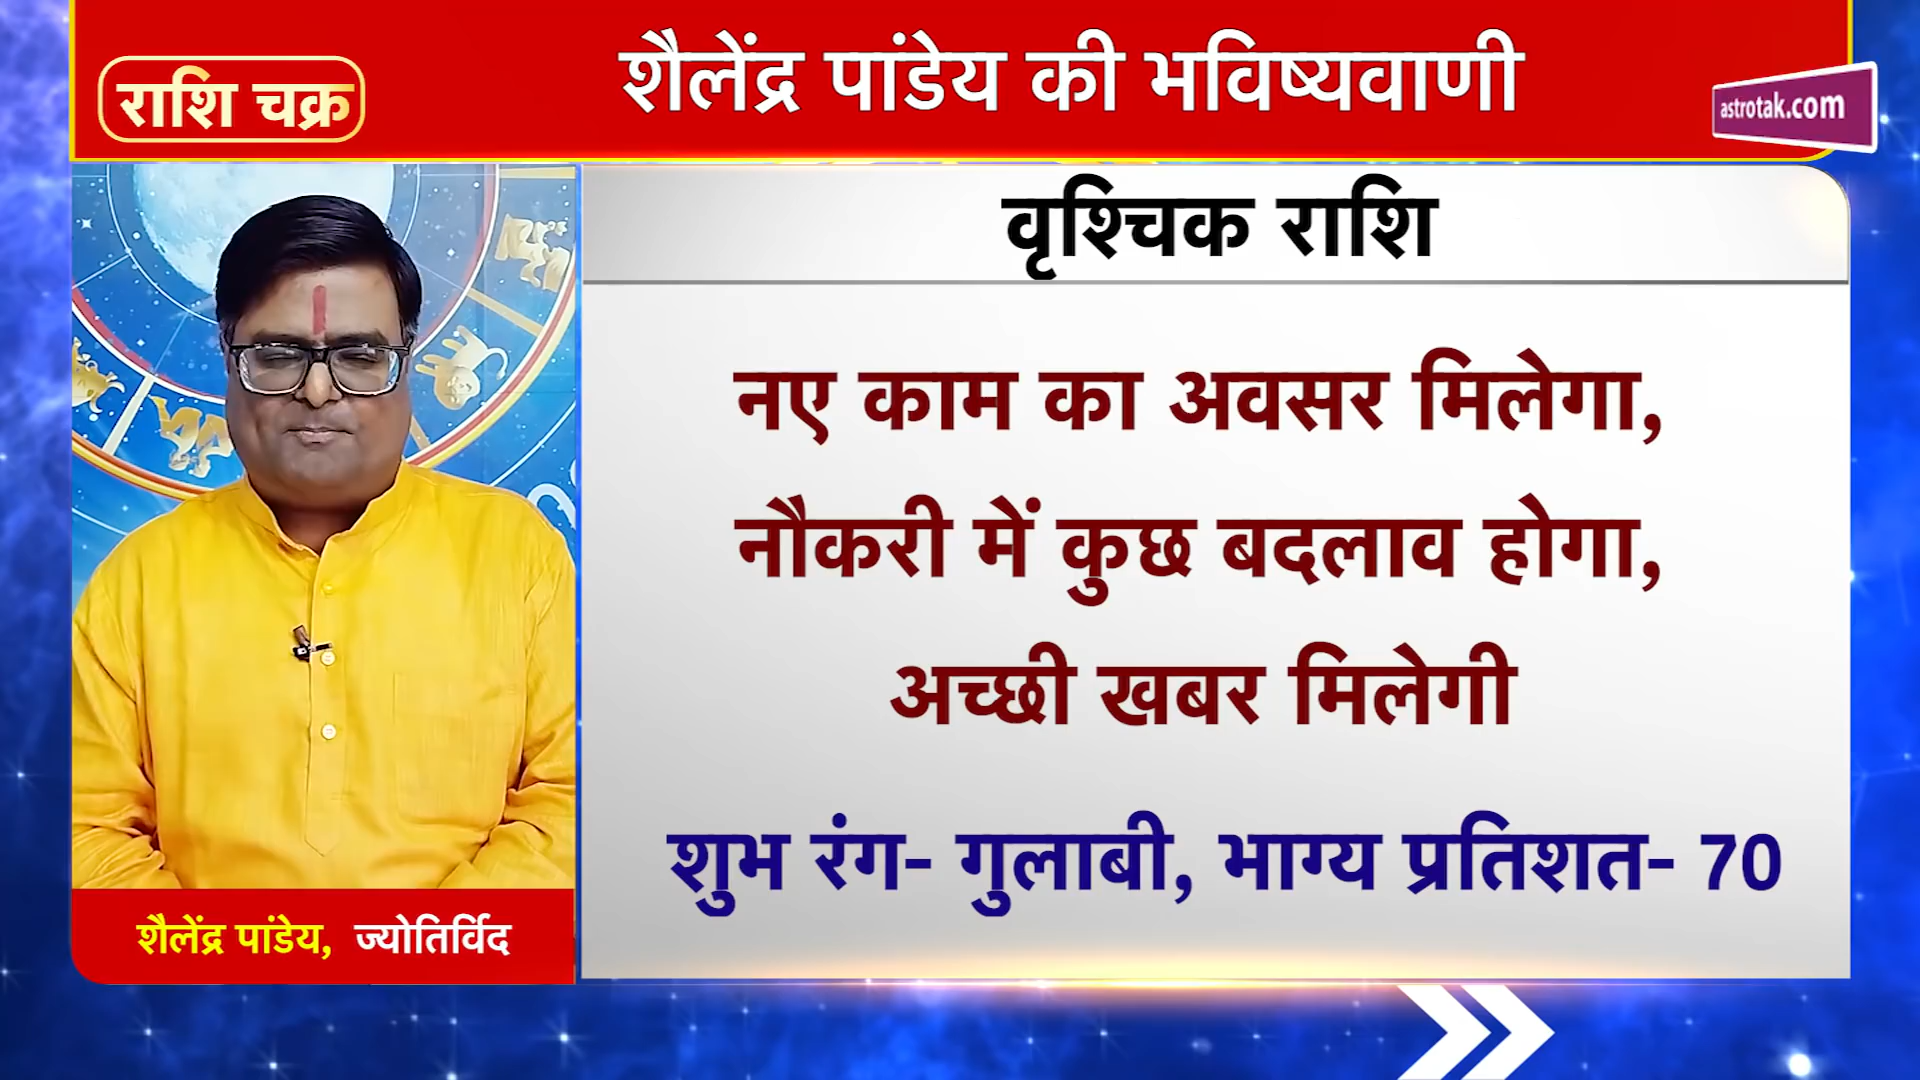 राशि चक्र
शैलेंद्र पांडेय की भविष्यवाणी
astrotak.com
वृश्चिक राशि
नए काम का अवसर मिलेगा,
नौकरी में कुछ बदलाव होगा,
अच्छी खबर मिलेगी
शुभ रंग- गुलाबी, भाग्य प्रतिशत- 70
शैलेंद्र पांडेय, ज्योतिर्विद